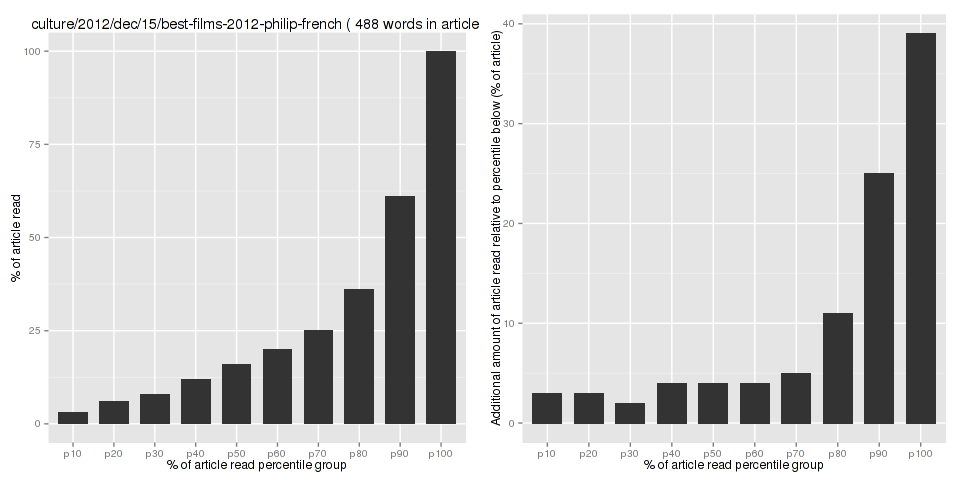 culture/2012/dec/15/best-films-2012-philip-french ( 488 words in article
100
75
50
25
0
% of article read
p10 p20 p30 p40 p50 p60 p70 p80 p90 p100
% of article read percentile group
40
30
20
10
0
Additional amount of article read relative to percentile below (% of article)
p10 p20 p30 p40 p50 p60 p70 p80 p90 p100
% of article read percentile group